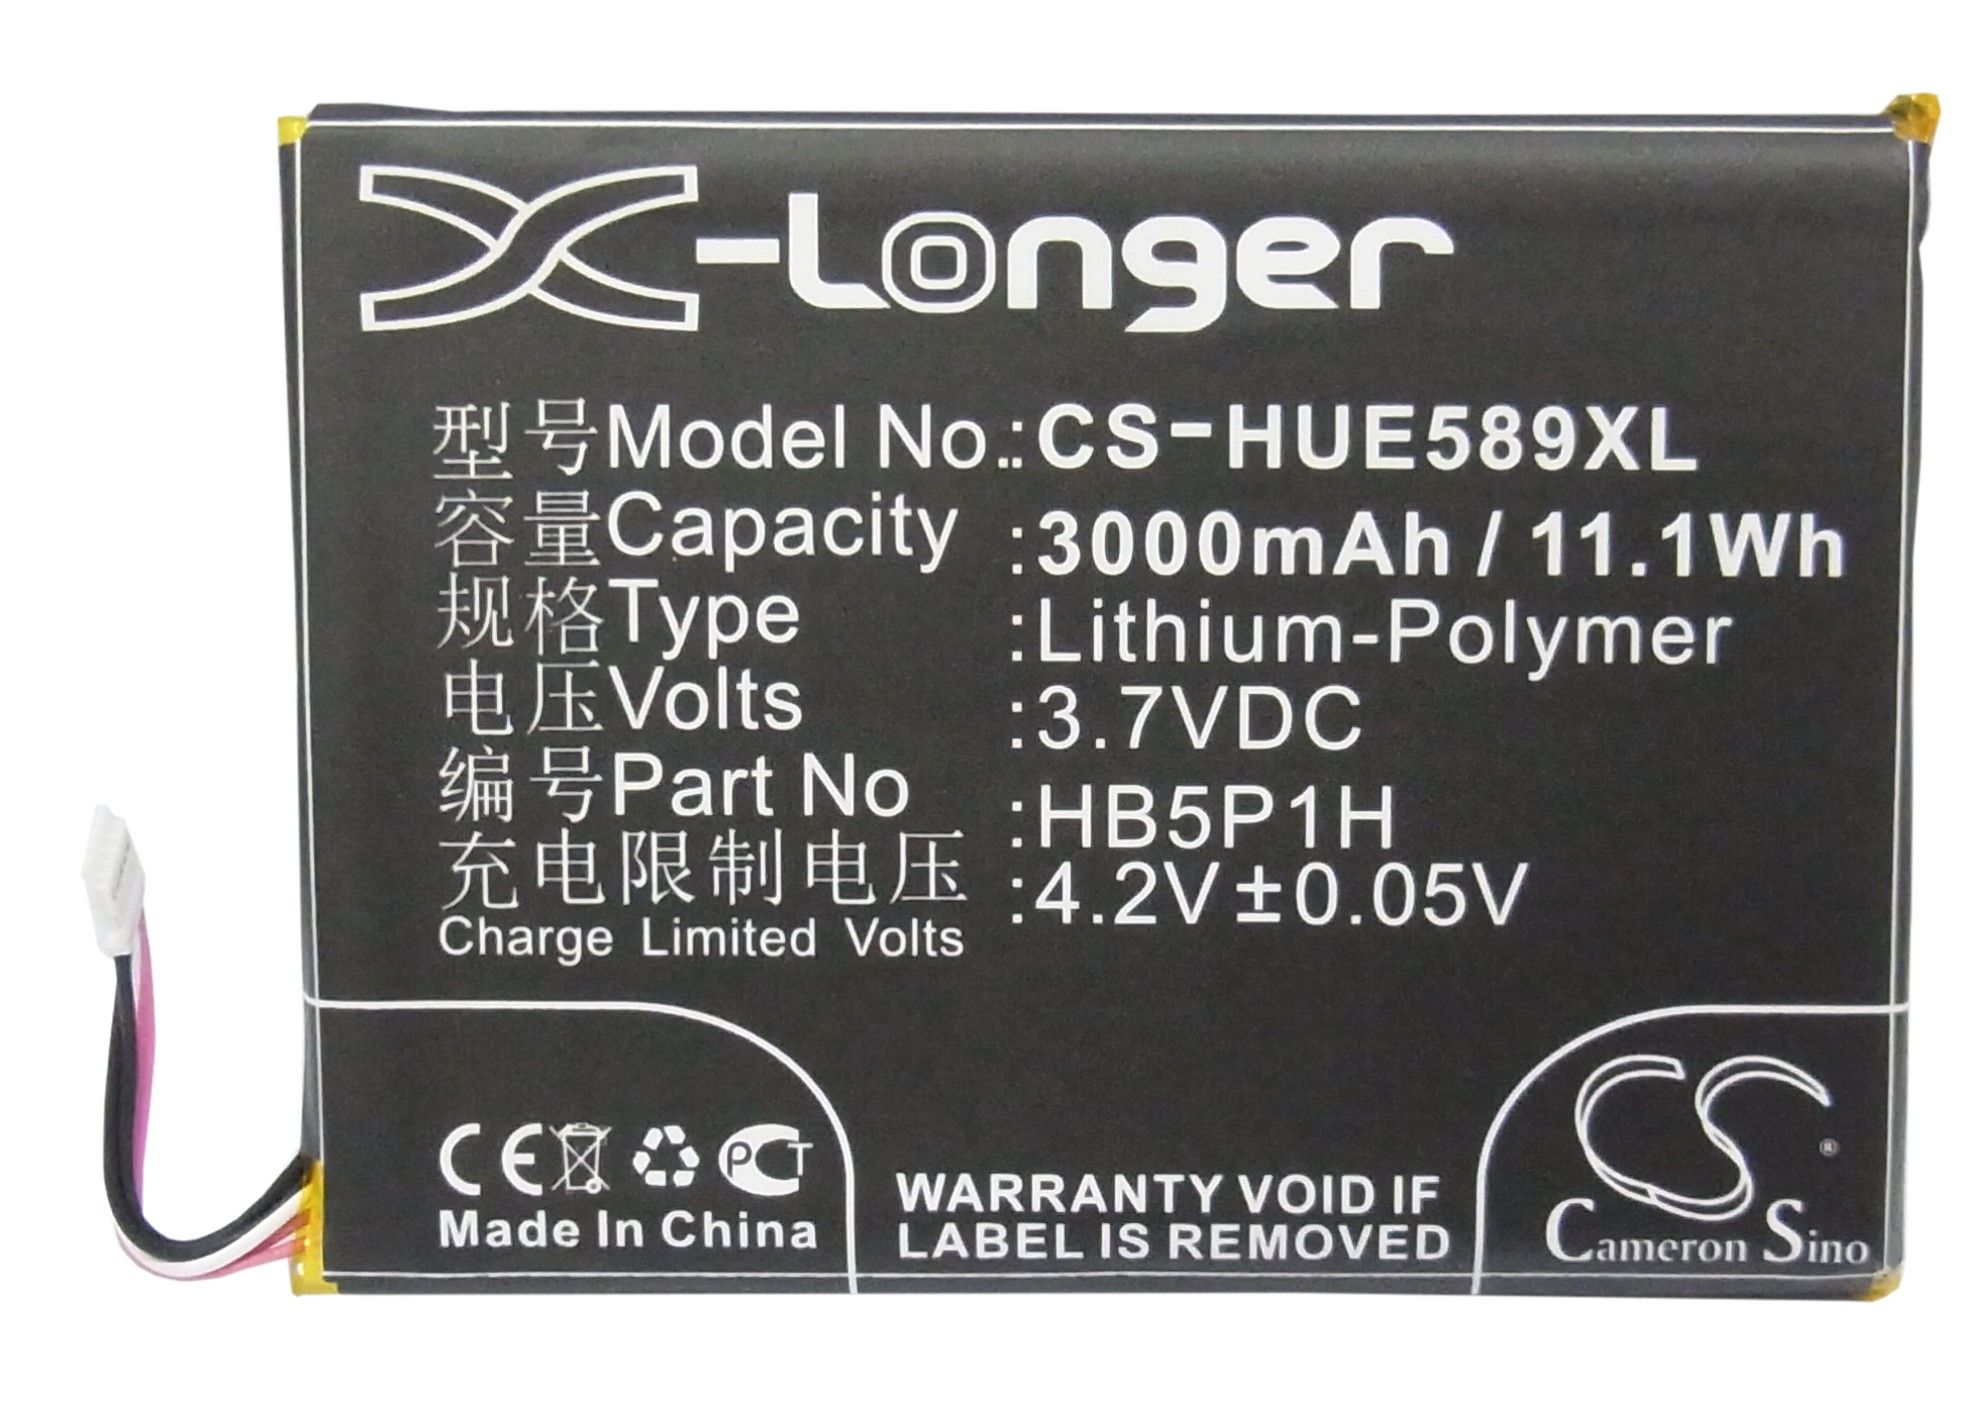 X-Longer
型号Model No.: CS-HUE589XL
容量Capacity : 3000mAh / 11.1Wh
规格Type : Lithium-Polymer
电压Volts : 3.7VDC
编号Part No : HB5P1H
充电限制电压 : 4.2V±0.05V
Charge Limited Volts
CE PCT
Made In China
WARRANTY VOID IF
LABEL IS REMOVED
CS ®
Cameron Sino